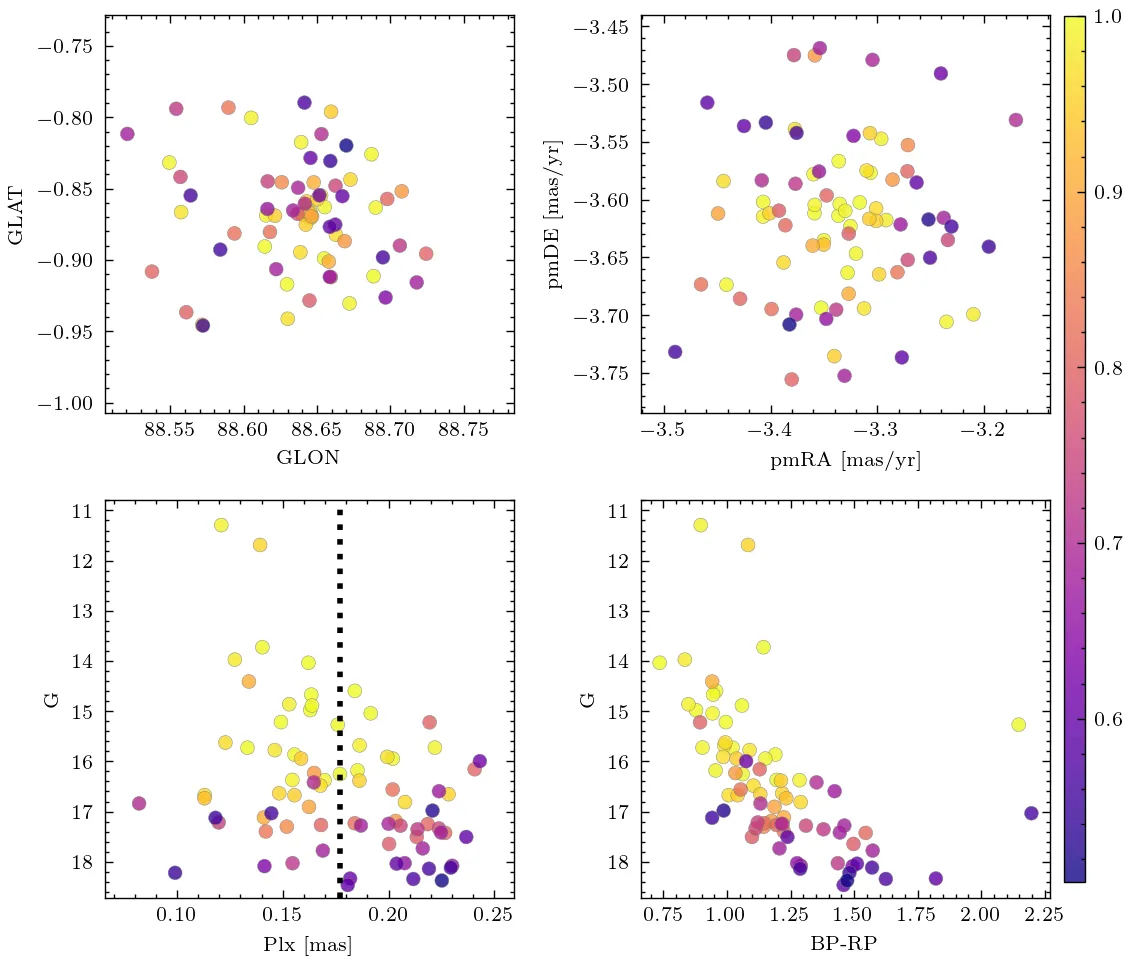 −0.75
−0.80
−0.85
−0.90
−0.95
−1.00
GLAT
88.55 88.60 88.65 88.70 88.75
GLON
−3.45
−3.50
−3.55
−3.60
−3.65
−3.70
−3.75
pmDE [mas/yr]
−3.5 −3.4 −3.3 −3.2
pmRA [mas/yr]
11
12
13
14
15
16
17
18
G
0.10 0.15 0.20 0.25
Plx [mas]
11
12
13
14
15
16
17
18
G
0.75 1.00 1.25 1.50 1.75 2.00 2.25
BP-RP
1.0
0.9
0.8
0.7
0.6